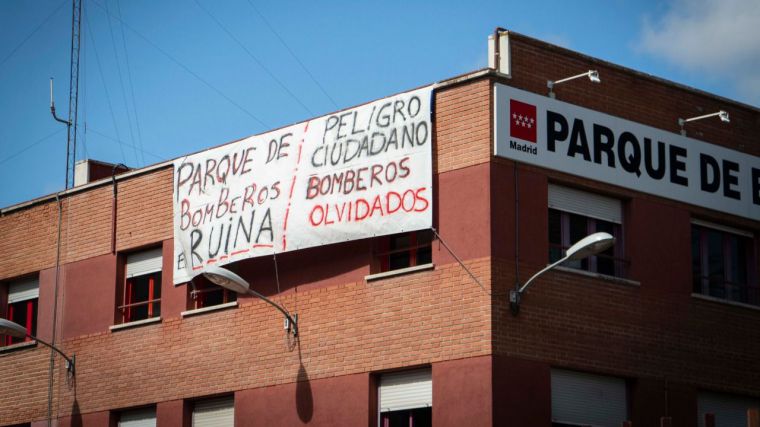 PARQUE DE
BOMBEROS
E RUINA
PELIGRO
CIUDADANO
BOMBEROS
OLVIDADOS
Madrid
PARQUE DE